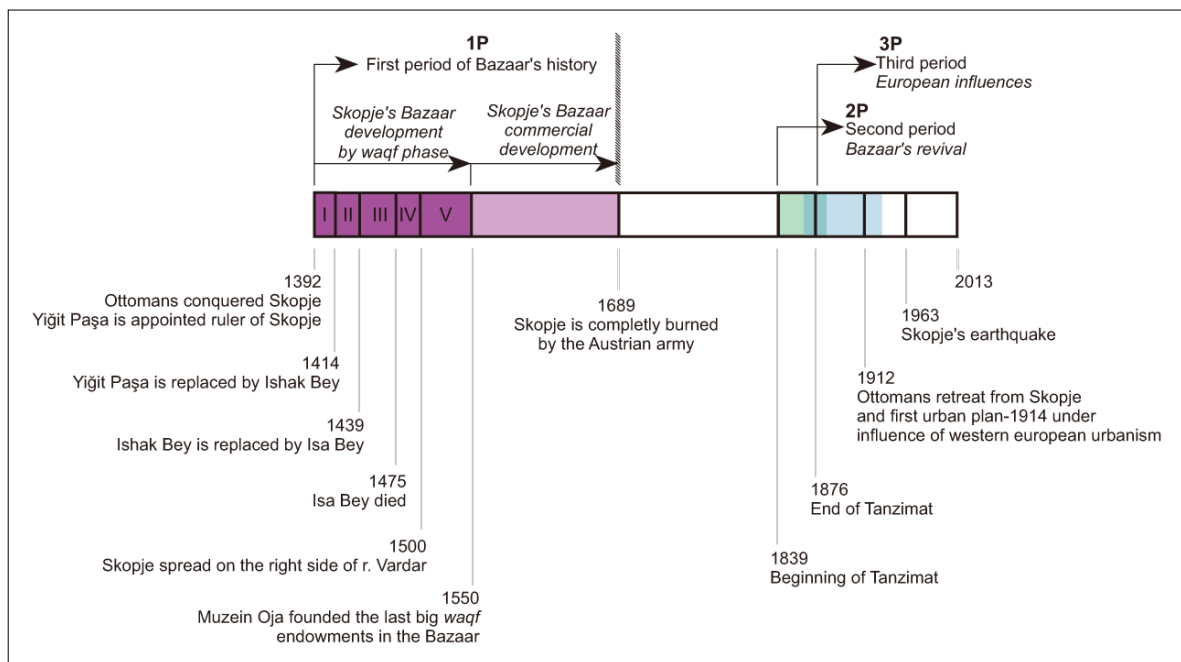 1P
First period of Bazaar's history
Skopje's Bazaar
development
by waqf phase
Skopje's Bazaar
commercial
development
3P
Third period
European influences
2P
Second period
Bazaar's revival
I II III IV V
1392
Ottomans conquered Skopje
Yiğit Paşa is appointed ruler of Skopje
1414
Yiğit Paşa is replaced by Ishak Bey
1439
Ishak Bey is replaced by Isa Bey
1475
Isa Bey died
1500
Skopje spread on the right side of r. Vardar
1550
Muzein Oja founded the last big waqf
endowments in the Bazaar
1689
Skopje is completly burned
by the Austrian army
1839
Beginning of Tanzimat
1876
End of Tanzimat
1912
Ottomans retreat from Skopje
and first urban plan-1914 under
influence of western european urbanism
1963
Skopje's earthquake
2013